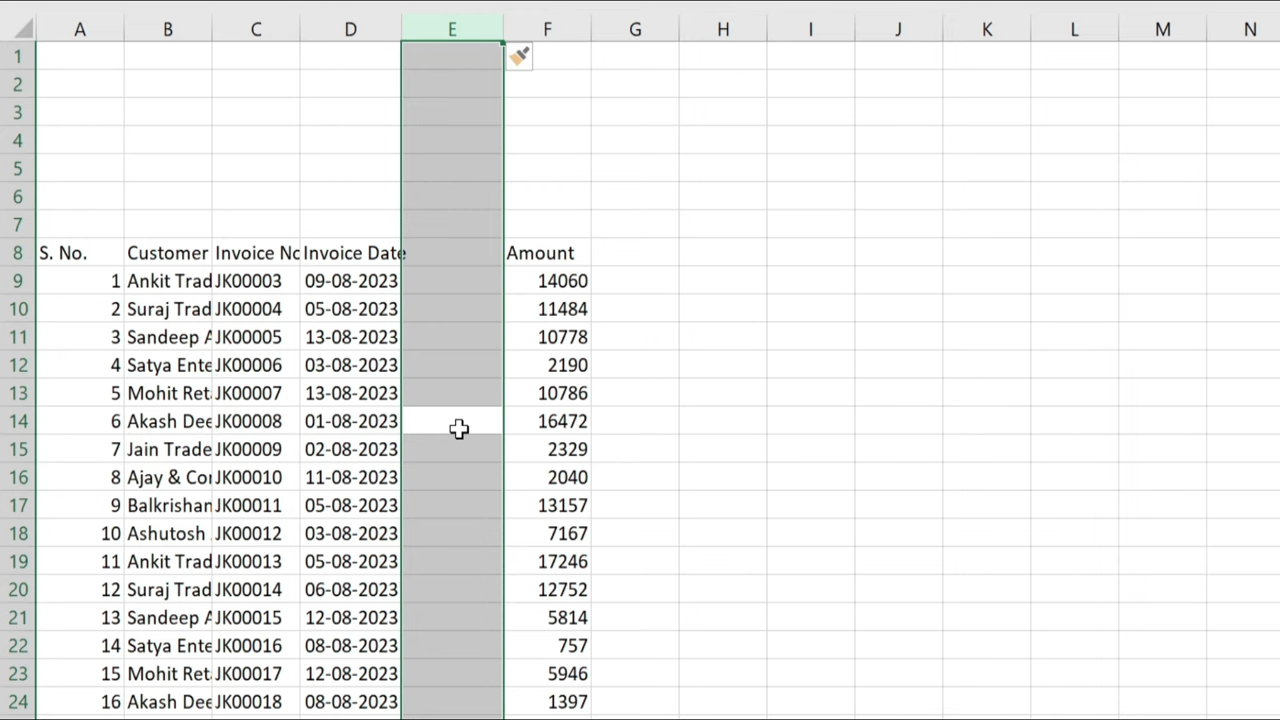 A B C D E F G H I J K L M N
1
2
3
4
5
6
7
8 S. No. Customer Invoice No Invoice Date Amount
9 1 Ankit Trad JK00003 09-08-2023 14060
10 2 Suraj Trad JK00004 05-08-2023 11484
11 3 Sandeep A JK00005 13-08-2023 10778
12 4 Satya Ente JK00006 03-08-2023 2190
13 5 Mohit Reta JK00007 13-08-2023 10786
14 6 Akash Dee JK00008 01-08-2023 16472
15 7 Jain Trade JK00009 02-08-2023 2329
16 8 Ajay & Cor JK00010 11-08-2023 2040
17 9 Balkrishan JK00011 05-08-2023 13157
18 10 Ashutosh JK00012 03-08-2023 7167
19 11 Ankit Trad JK00013 05-08-2023 17246
20 12 Suraj Trad JK00014 06-08-2023 12752
21 13 Sandeep A JK00015 12-08-2023 5814
22 14 Satya Ente JK00016 08-08-2023 757
23 15 Mohit Reta JK00017 12-08-2023 5946
24 16 Akash Dee JK00018 08-08-2023 1397